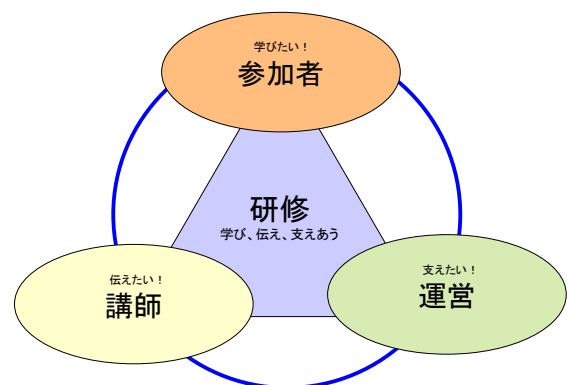 学びたい！
参加者
研修
学び、伝え、支えあう
伝えたい！
講師
支えたい！
運営